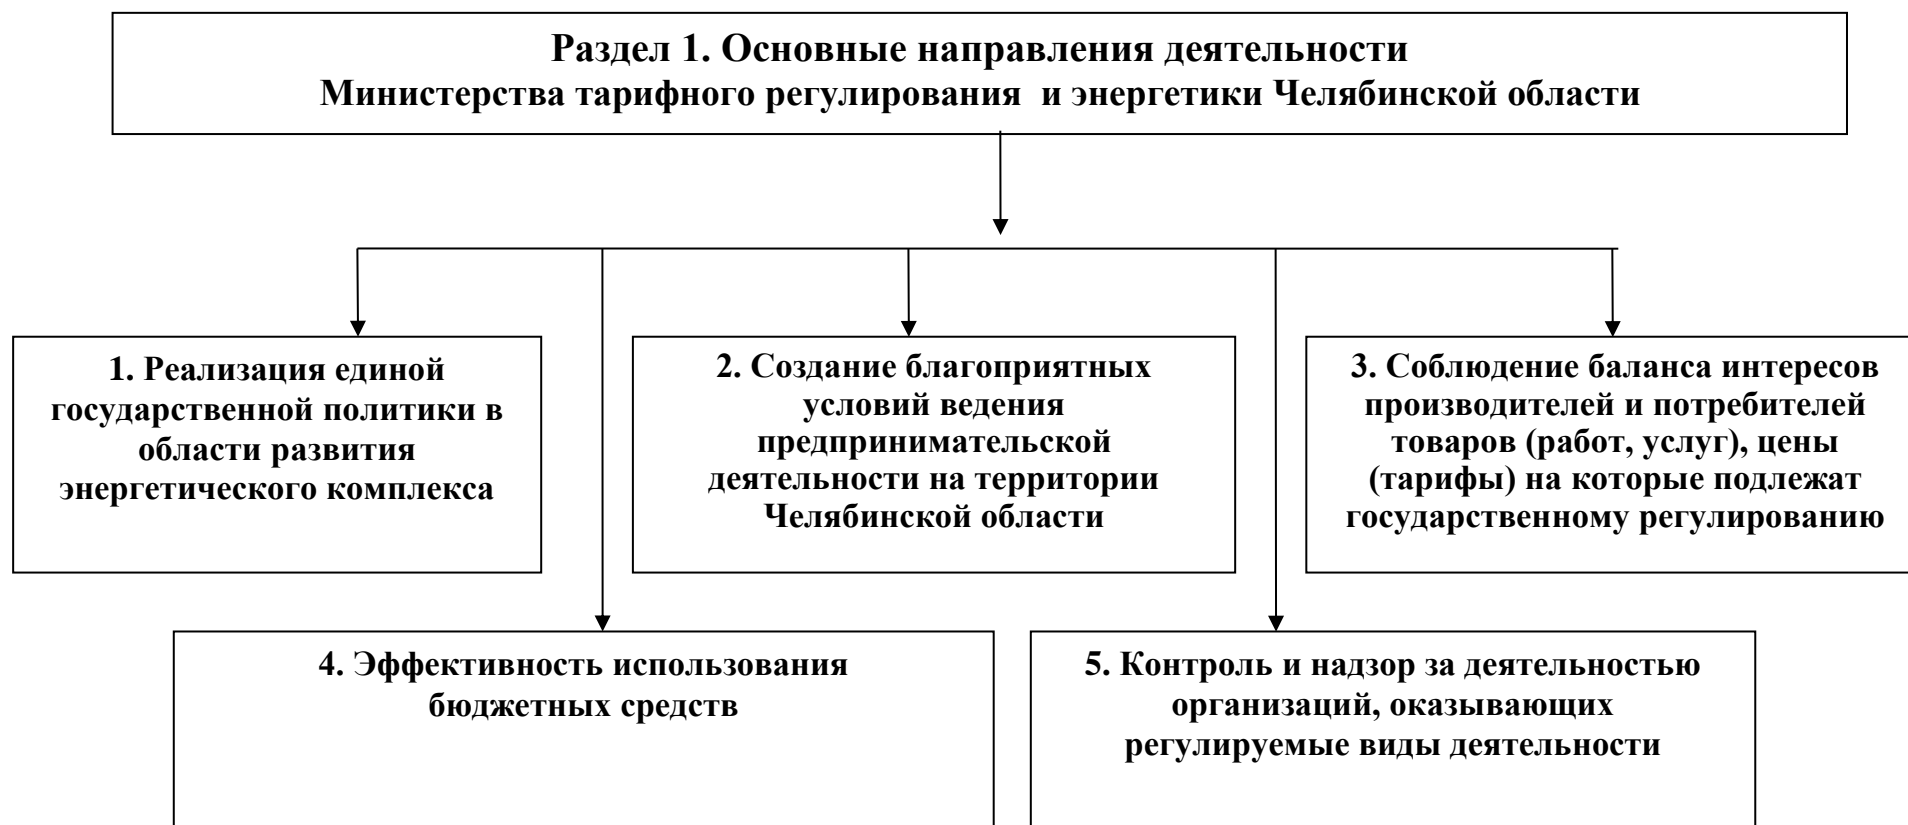 Раздел 1. Основные направления деятельности
Министерства тарифного регулирования  и энергетики Челябинской области
1. Реализация единой
государственной политики в
области развития
энергетического комплекса
2. Создание благоприятных
условий ведения
предпринимательской
деятельности на территории
Челябинской области
3. Соблюдение баланса интересов
производителей и потребителей
товаров (работ, услуг), цены
(тарифы) на которые подлежат
государственному регулированию
4. Эффективность использования
бюджетных средств
5. Контроль и надзор за деятельностью
организаций, оказывающих
регулируемые виды деятельности